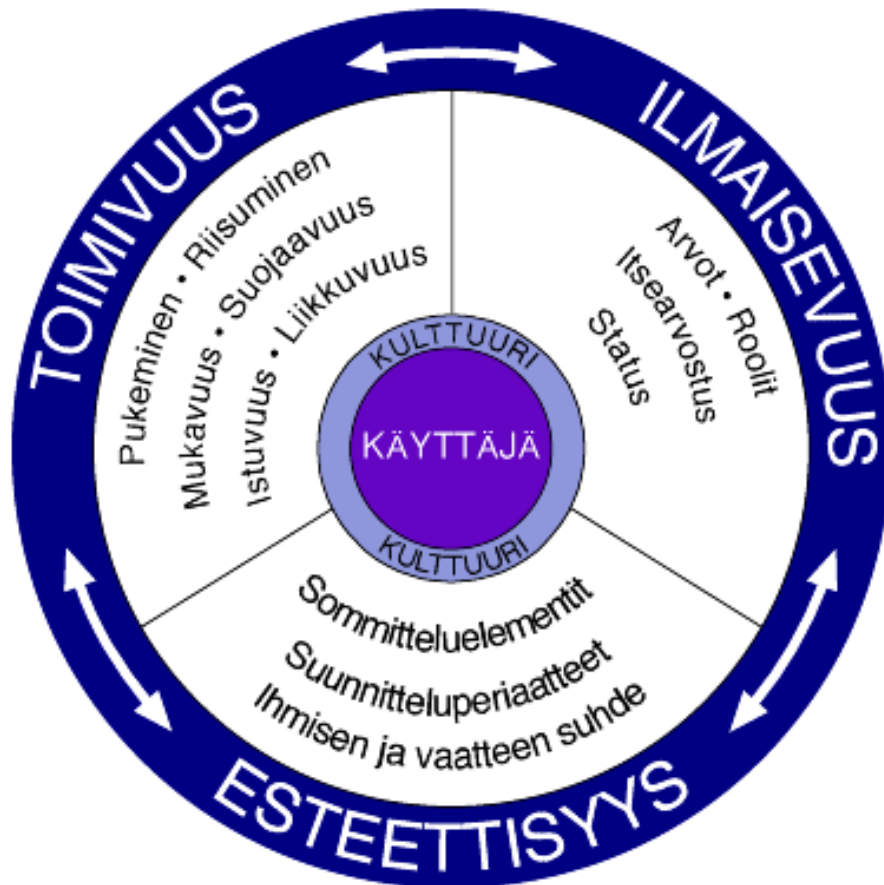 TOIMIVUUS
Pukeminen • Riisuminen
Mukavuus • Suojaavuus
Istuvuus • Liikkuvuus
ILMAISEVUUS
Arvot • Roolit
Itsearvostus
Status
KULTTUURI
KÄYTTÄJÄ
KULTTUURI
Sommitteluelementit
Suunnitteluperiaatteet
Ihmisen ja vaatteen suhde
ESTEETTISYYS